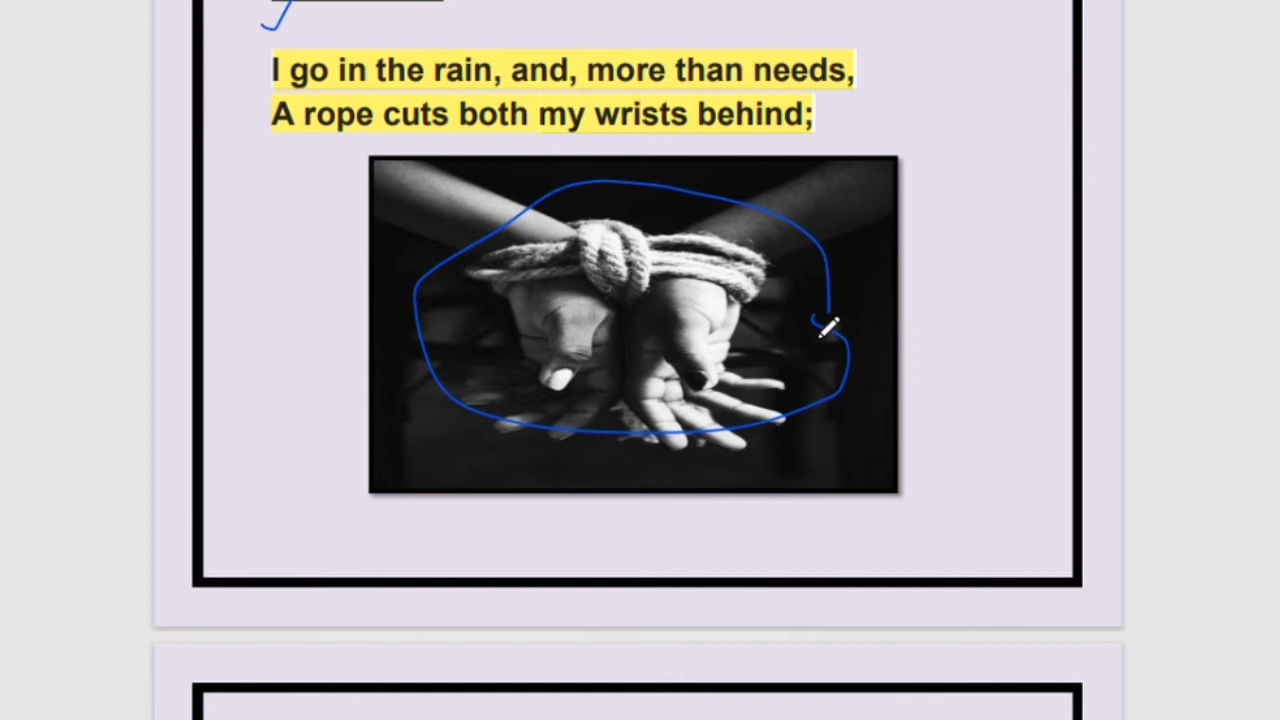 I go in the rain, and, more than needs,
A rope cuts both my wrists behind;